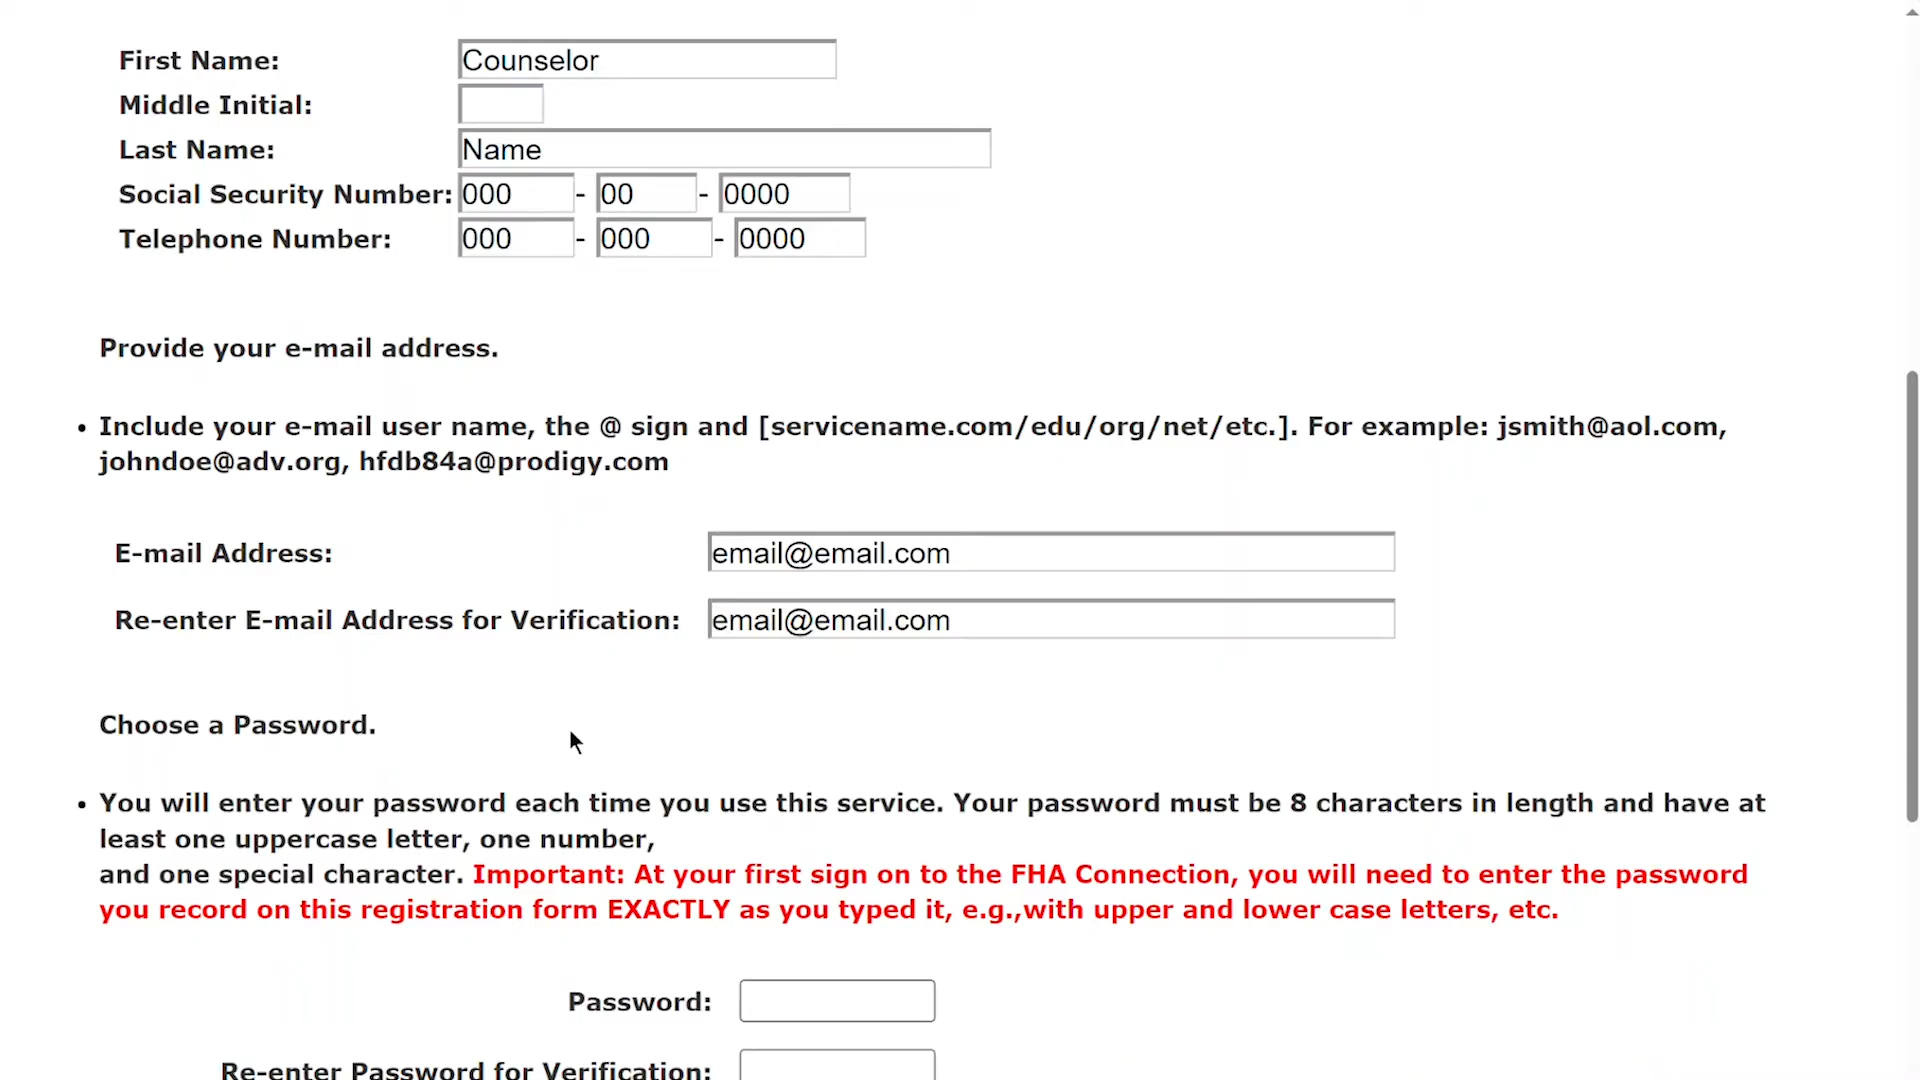 First Name: Counselor
Middle Initial:
Last Name: Name
Social Security Number: 000 - 00 - 0000
Telephone Number: 000 - 000 - 0000
Provide your e-mail address.
• Include your e-mail user name, the @ sign and [servicename.com/edu/org/net/etc.]. For example: jsmith@aol.com,
johndoe@adv.org, hfdb84a@prodigy.com
E-mail Address: email@email.com
Re-enter E-mail Address for Verification: email@email.com
Choose a Password.
• You will enter your password each time you use this service. Your password must be 8 characters in length and have at
least one uppercase letter, one number,
and one special character. Important: At your first sign on to the FHA Connection, you will need to enter the password
you record on this registration form EXACTLY as you typed it, e.g.,with upper and lower case letters, etc.
Password:
Re-enter Password for Verification: